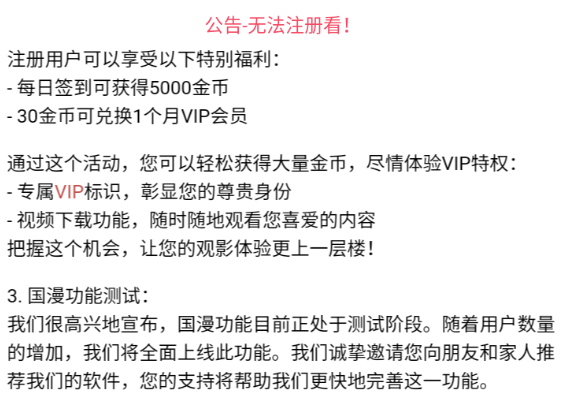 公告-无法注册看！
注册用户可以享受以下特别福利：
- 每日签到可获得5000金币
- 30金币可兑换1个月VIP会员
通过这个活动，您可以轻松获得大量金币，尽情体验VIP特权：
- 专属VIP标识，彰显您的尊贵身份
- 视频下载功能，随时随地观看您喜爱的内容
把握这个机会，让您的观影体验更上一层楼！
3. 国漫功能测试：
我们很高兴地宣布，国漫功能目前正处于测试阶段。随着用户数量
的增加，我们将全面上线此功能。我们诚挚邀请您向朋友和家人推
荐我们的软件，您的支持将帮助我们更快地完善这一功能。